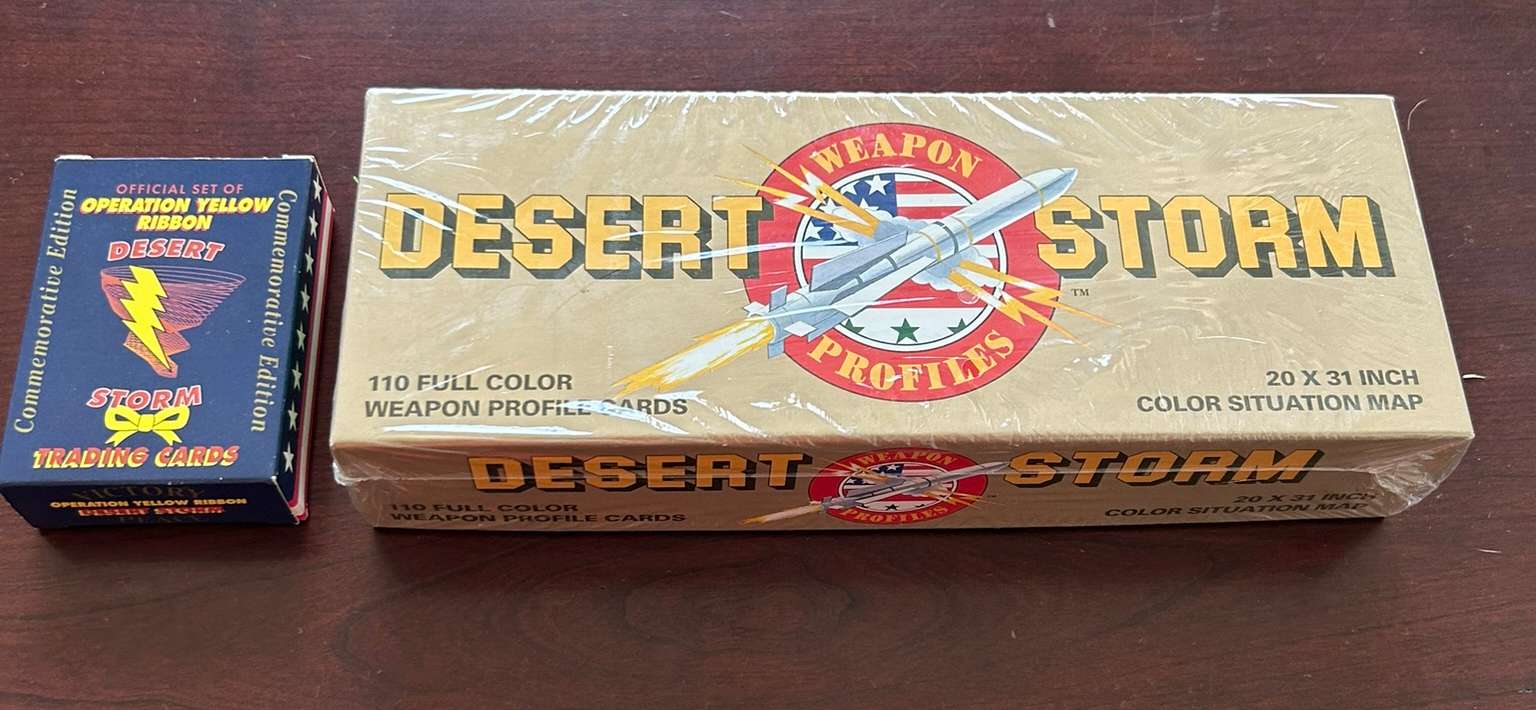 OFFICIAL SET OF
OPERATION YELLOW
RIBBON
DESERT
STORM
TRADING CARDS
Commemorative Edition
Commemorative Edition
VICTORY
OPERATION YELLOW RIBBON
DESERT STORM
DESERT STORM
WEAPON
PROFILES
TM
110 FULL COLOR
WEAPON PROFILE CARDS
20 X 31 INCH
COLOR SITUATION MAP
DESERT STORM
WEAPON
PROFILES
110 FULL COLOR
WEAPON PROFILE CARDS
20 X 31 INCH
COLOR SITUATION MAP